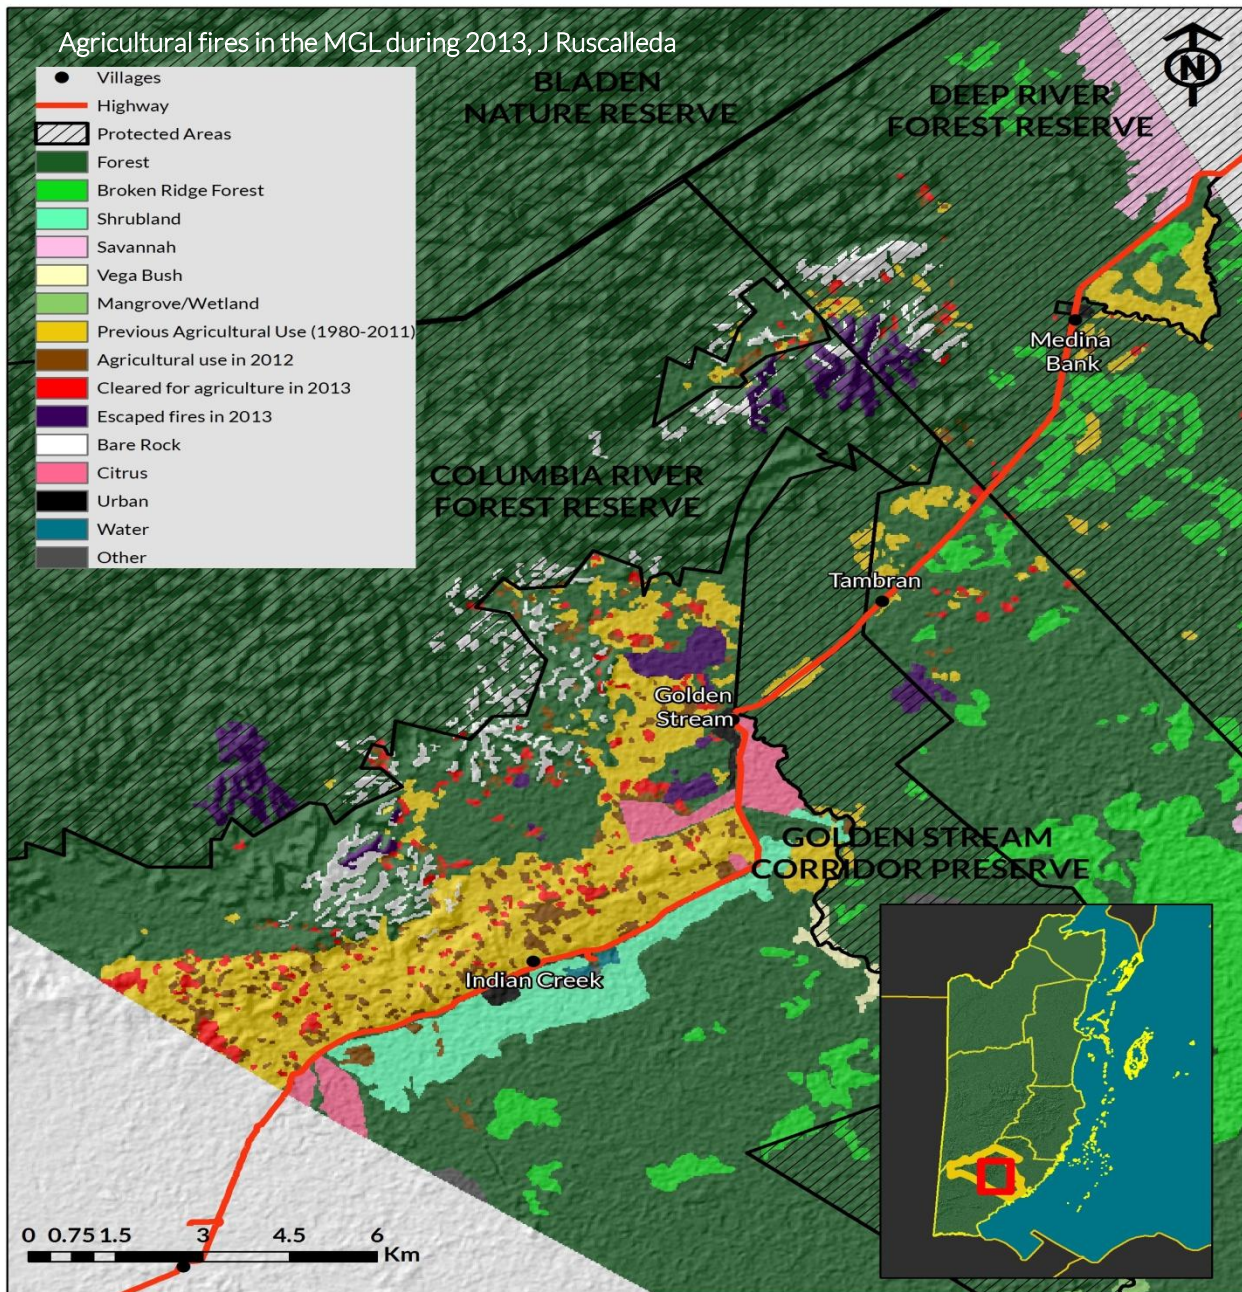 Agricultural fires in the MGL during 2013, J Ruscalleda
Villages
Highway
Protected Areas
Forest
Broken Ridge Forest
Shrubland
Savannah
Vega Bush
Mangrove/Wetland
Previous Agricultural Use (1980-2011)
Agricultural use in 2012
Cleared for agriculture in 2013
Escaped fires in 2013
Bare Rock
Citrus
Urban
Water
Other
BLADEN
NATURE RESERVE
DEEP RIVER
FOREST RESERVE
N
Medina
Bank
COLUMBIA RIVER
FOREST RESERVE
Tambran
Golden
Stream
GOLDEN STREAM
CORRIDOR PRESERVE
Indian Creek
0 0.75 1.5 3 4.5 6
Km